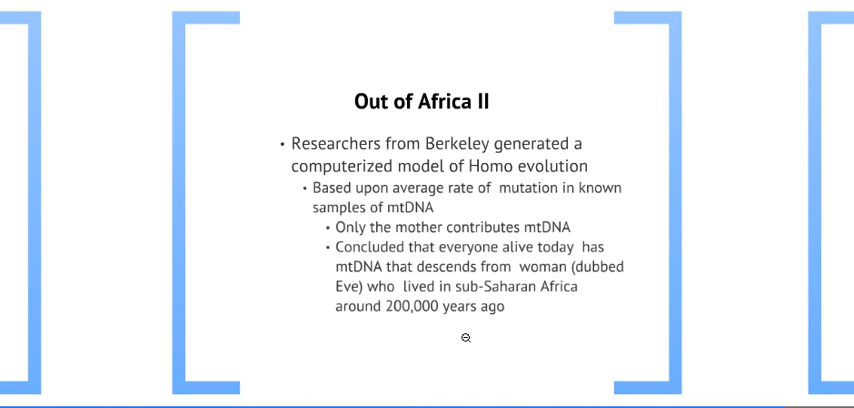 Out of Africa II
• Researchers from Berkeley generated a
computerized model of Homo evolution
• Based upon average rate of mutation in known
samples of mtDNA
• Only the mother contributes mtDNA
• Concluded that everyone alive today has
mtDNA that descends from woman (dubbed
Eve) who lived in sub-Saharan Africa
around 200,000 years ago